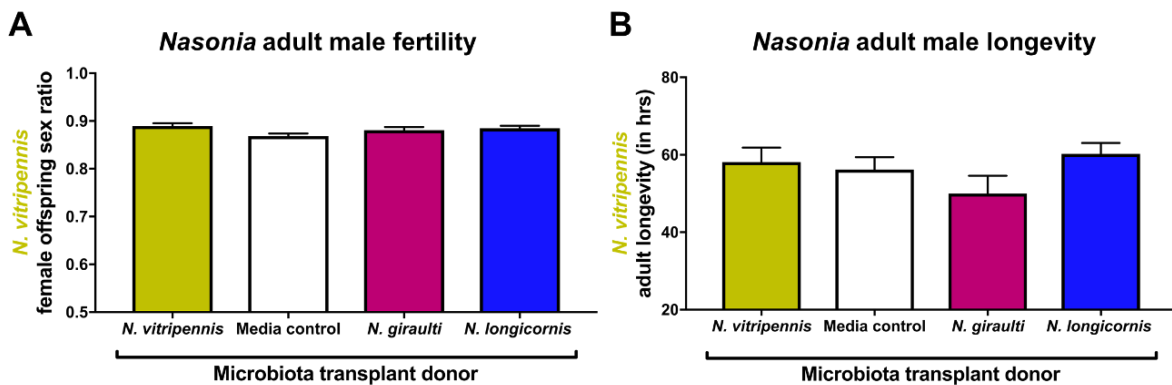 A
Nasonia adult male fertility
N. vitripennis
female offspring sex ratio
1.0
0.9
0.8
0.7
0.6
0.5
N. vitripennis Media control N. giraulti N. longicornis
Microbiota transplant donor
B
Nasonia adult male longevity
N. vitripennis
adult longevity (in hrs)
80
60
40
20
N. vitripennis Media control N. giraulti N. longicornis
Microbiota transplant donor